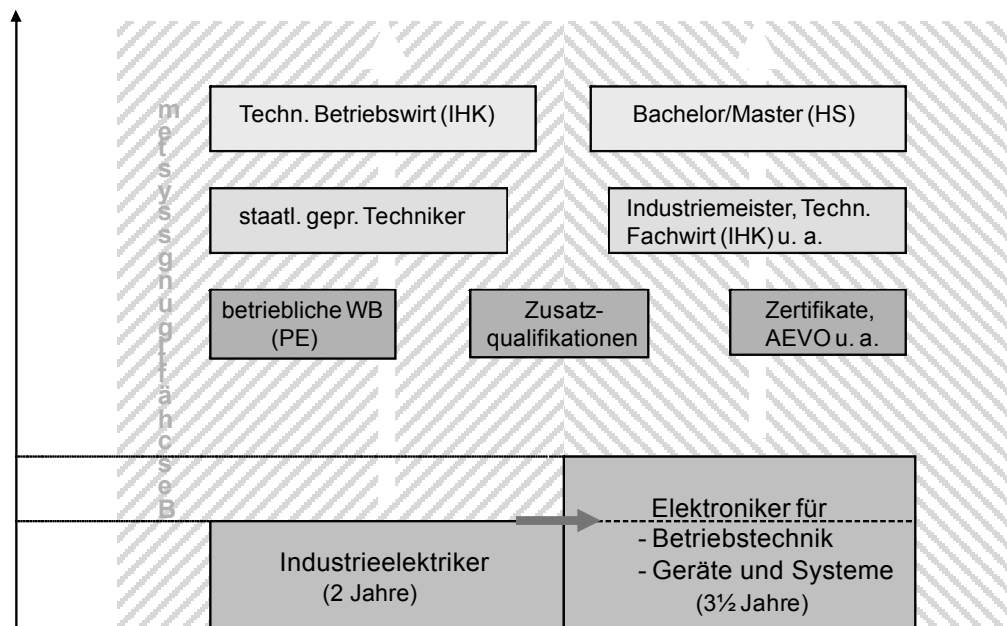 Techn. Betriebswirt (IHK)
Bachelor/Master (HS)
staatl. gepr. Techniker
Industriemeister, Techn.
Fachwirt (IHK) u. a.
betriebliche WB
(PE)
Zusatz-
qualifikationen
Zertifikate,
AEVO u. a.
Beschäftigungssystem
Industrieelektriker
(2 Jahre)
Elektroniker für
- Betriebstechnik
- Geräte und Systeme
(3½ Jahre)